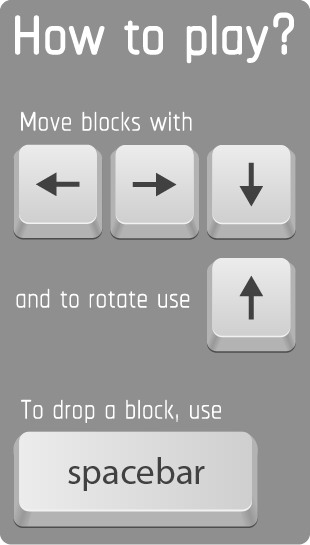 How to play?
Move blocks with
and to rotate use
To drop a block, use
spacebar